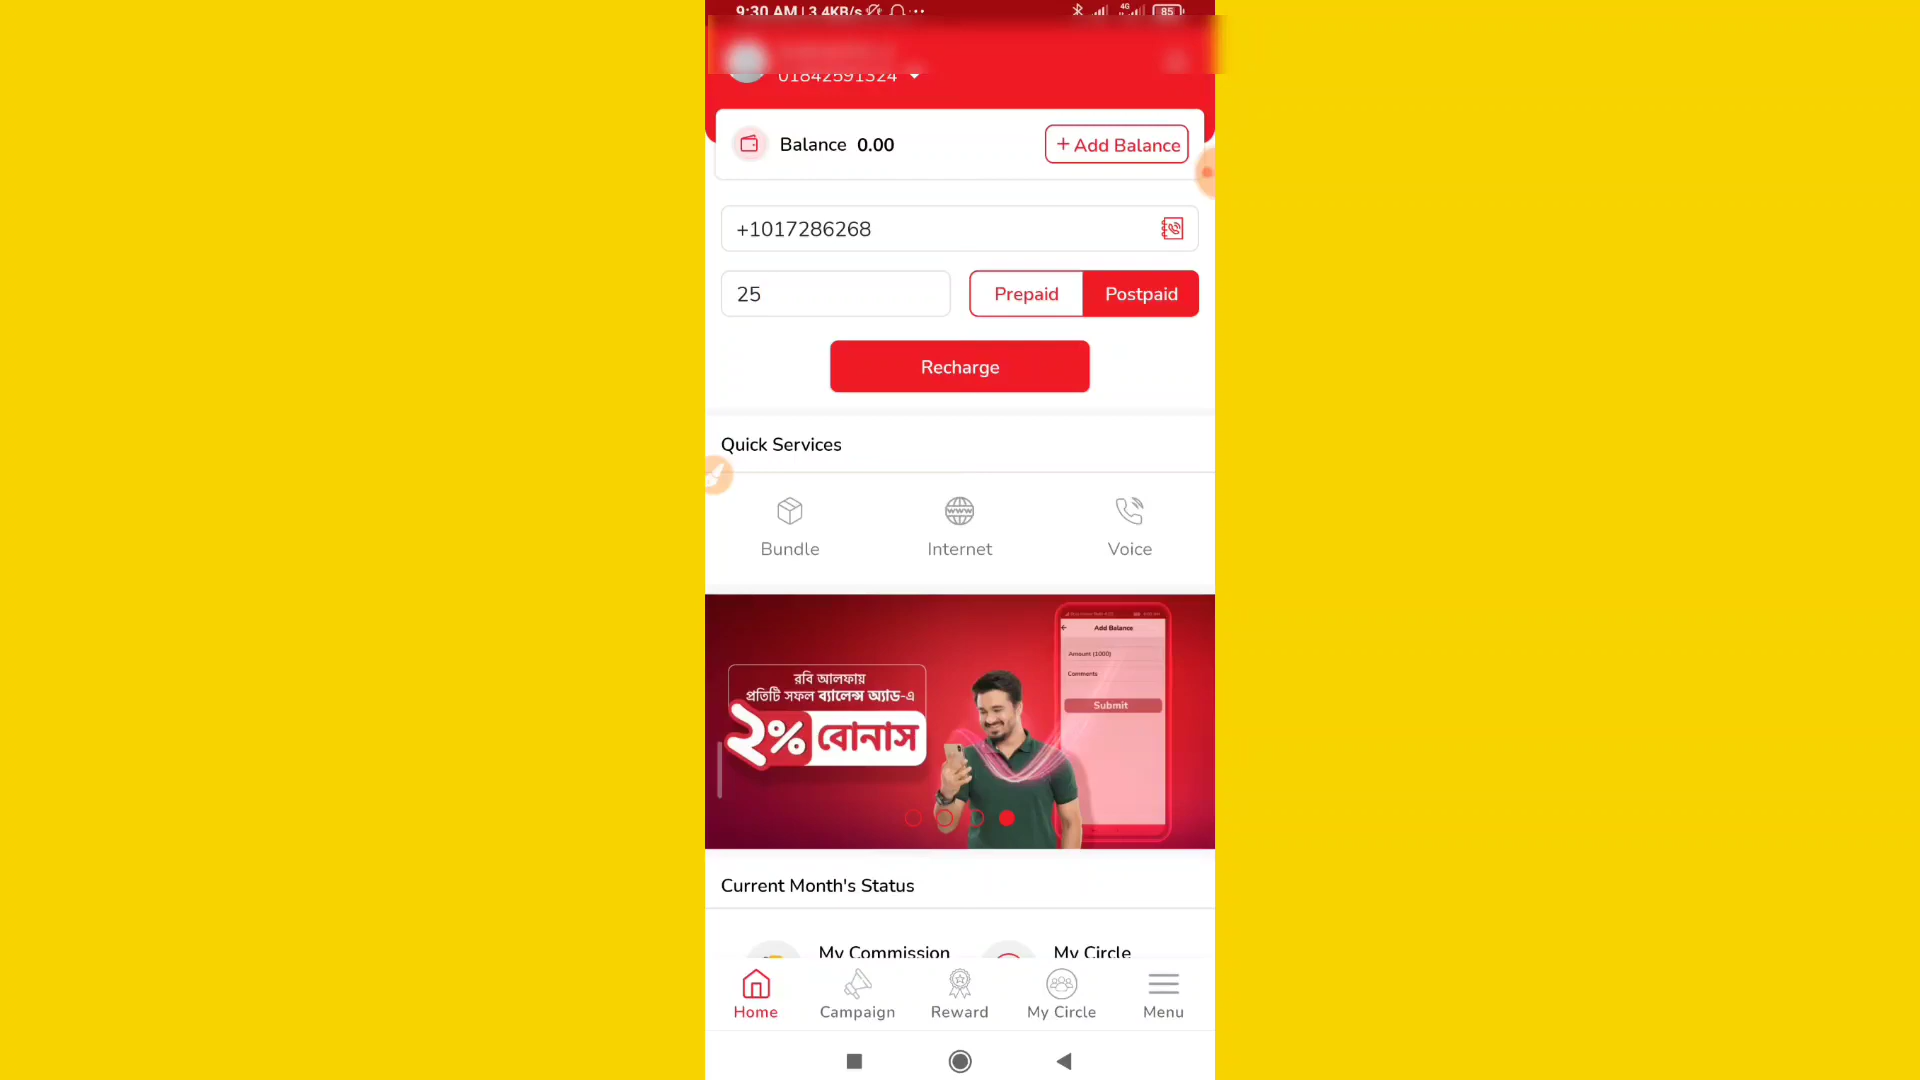 9:30 AM | 3.4KB/s
4G
85
01842591324
Balance 0.00
+ Add Balance
+1017286268
25
Prepaid
Postpaid
Recharge
Quick Services
Bundle
Internet
Voice
Add Balance
Amount (1000)
Comments
Submit
রবি আলফায়
প্রতিটি সফল ব্যালেন্স অ্যাড-এ
২% বোনাস
Current Month's Status
My Commission
My Circle
Home
Campaign
Reward
My Circle
Menu